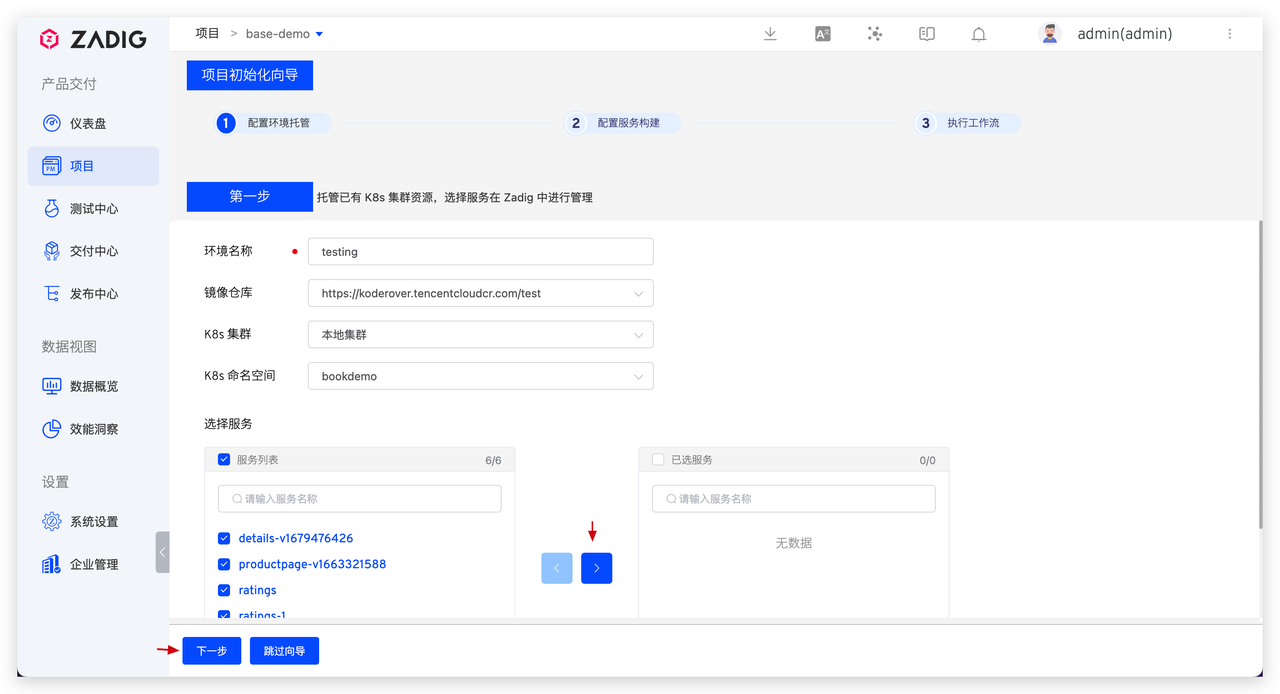 ZADIG
项目 > base-demo
admin(admin)
产品交付
仪表盘
项目
测试中心
交付中心
发布中心
数据视图
数据概览
效能洞察
设置
系统设置
企业管理
项目初始化向导
1 配置环境托管
2 配置服务构建
3 执行工作流
第一步 托管已有 K8s 集群资源，选择服务在 Zadig 中进行管理
环境名称 testing
镜像仓库 https://koderover.tencentcloudcr.com/test
K8s 集群 本地集群
K8s 命名空间 bookdemo
选择服务
服务列表 6/6
请输入服务名称
details-v1679476426
productpage-v1663321588
ratings
ratings-1
已选服务 0/0
请输入服务名称
无数据
下一步 跳过向导